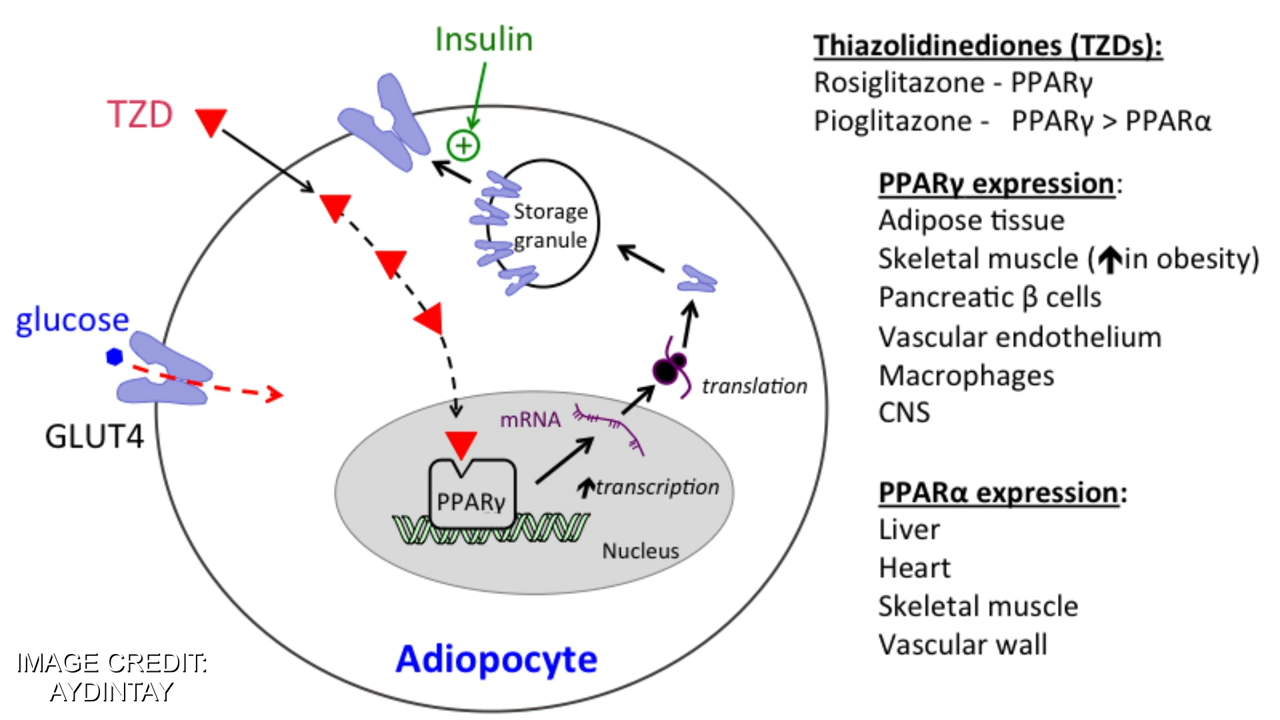 Insulin
TZD
Storage
granule
glucose
GLUT4
translation
mRNA
transcription
PPARγ
Nucleus
Adiopocyte
IMAGE CREDIT:
AYDINTAY
Thiazolidinediones (TZDs):
Rosiglitazone - PPARγ
Pioglitazone - PPARγ > PPARα
PPARγ expression:
Adipose tissue
Skeletal muscle (⬆in obesity)
Pancreatic β cells
Vascular endothelium
Macrophages
CNS
PPARα expression:
Liver
Heart
Skeletal muscle
Vascular wall